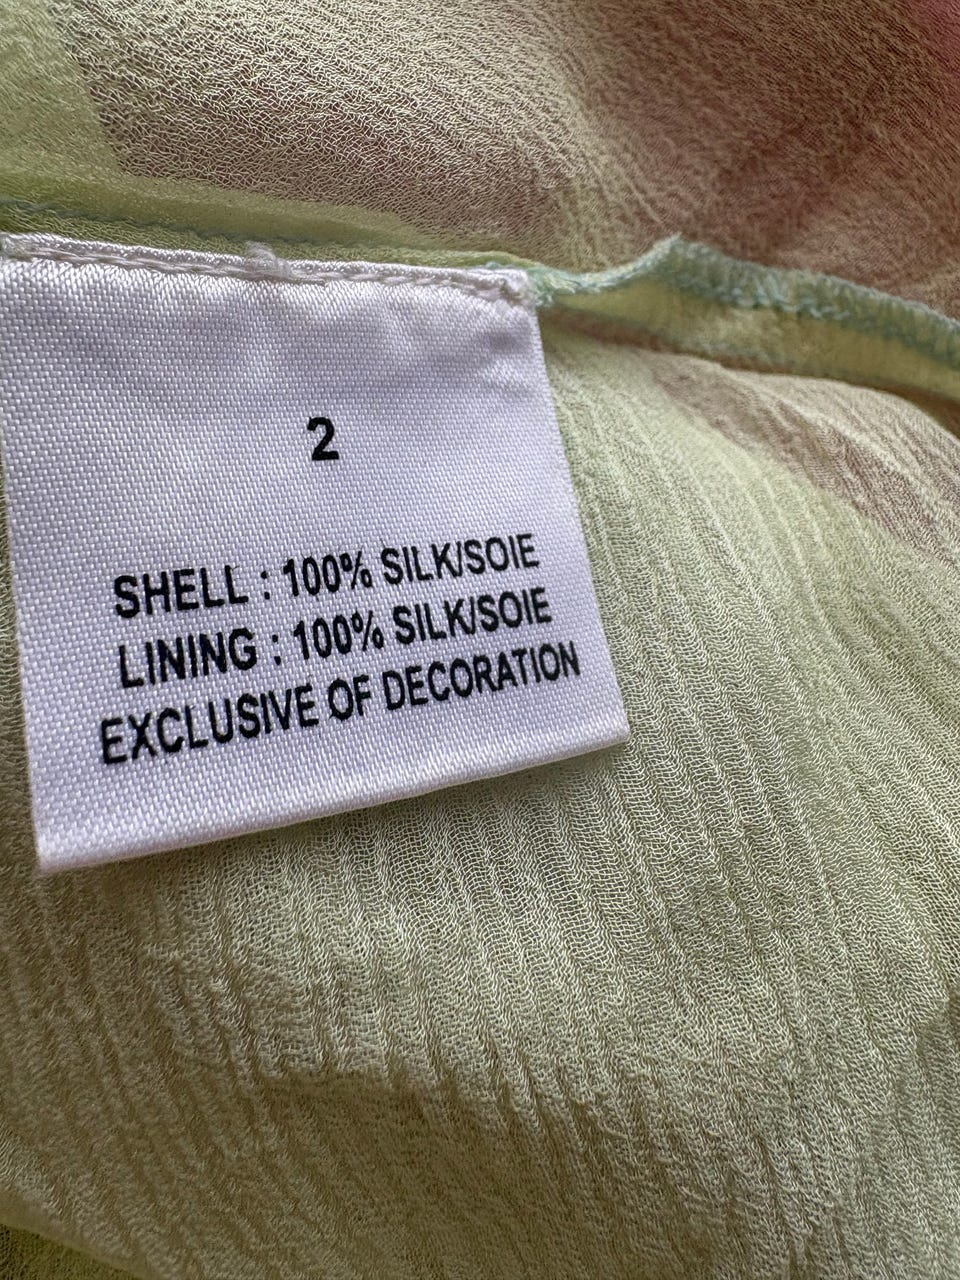 2
SHELL : 100% SILK/SOIE
LINING : 100% SILK/SOIE
EXCLUSIVE OF DECORATION